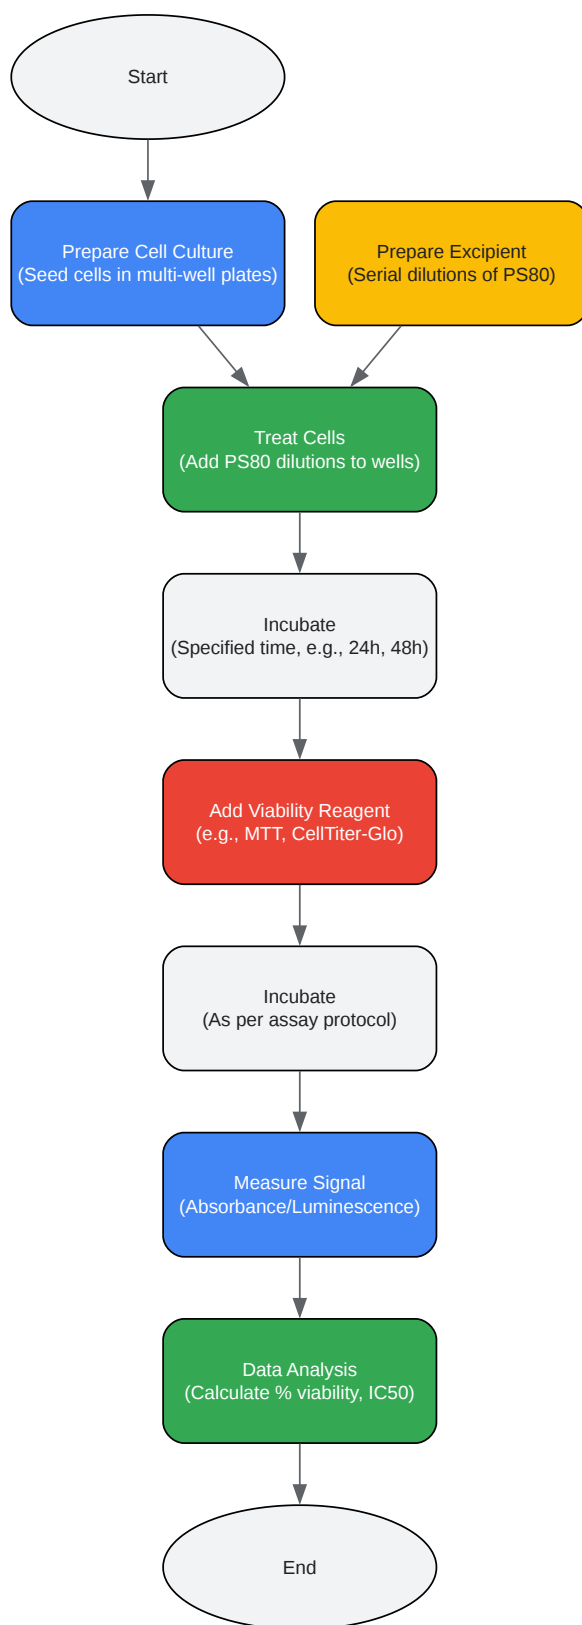 Start
Prepare Cell Culture
(Seed cells in multi-well plates)
Prepare Excipient
(Serial dilutions of PS80)
Treat Cells
(Add PS80 dilutions to wells)
Incubate
(Specified time, e.g., 24h, 48h)
Add Viability Reagent
(e.g., MTT, CellTiter-Glo)
Incubate
(As per assay protocol)
Measure Signal
(Absorbance/Luminescence)
Data Analysis
(Calculate % viability, IC50)
End